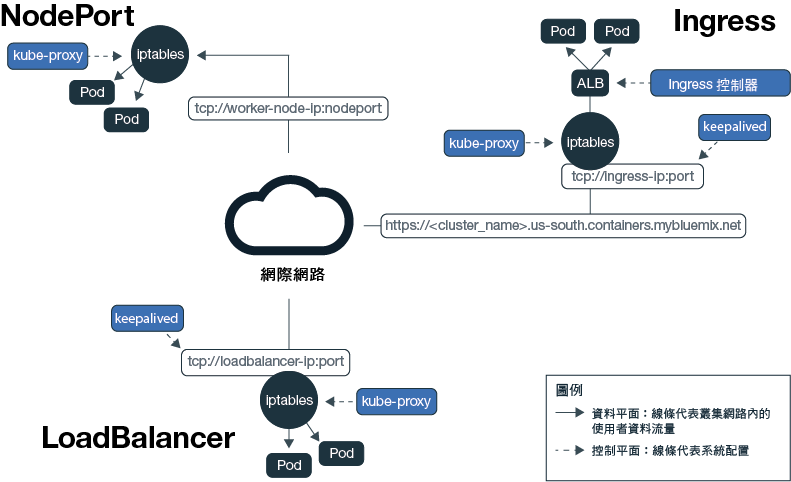 NodePort
kube-proxy
iptables
Pod
Pod
tcp://worker-node-ip:nodeport
Ingress
Pod
Pod
ALB
Ingress 控制器
kube-proxy
iptables
keepalived
tcp://ingress-ip:port
https://<cluster_name>.us-south.containers.mybluemix.net
網際網路
keepalived
tcp://loadbalancer-ip:port
iptables
kube-proxy
LoadBalancer
Pod
Pod
圖例
資料平面：線條代表叢集網路內的
使用者資料流量
控制平面：線條代表系統配置